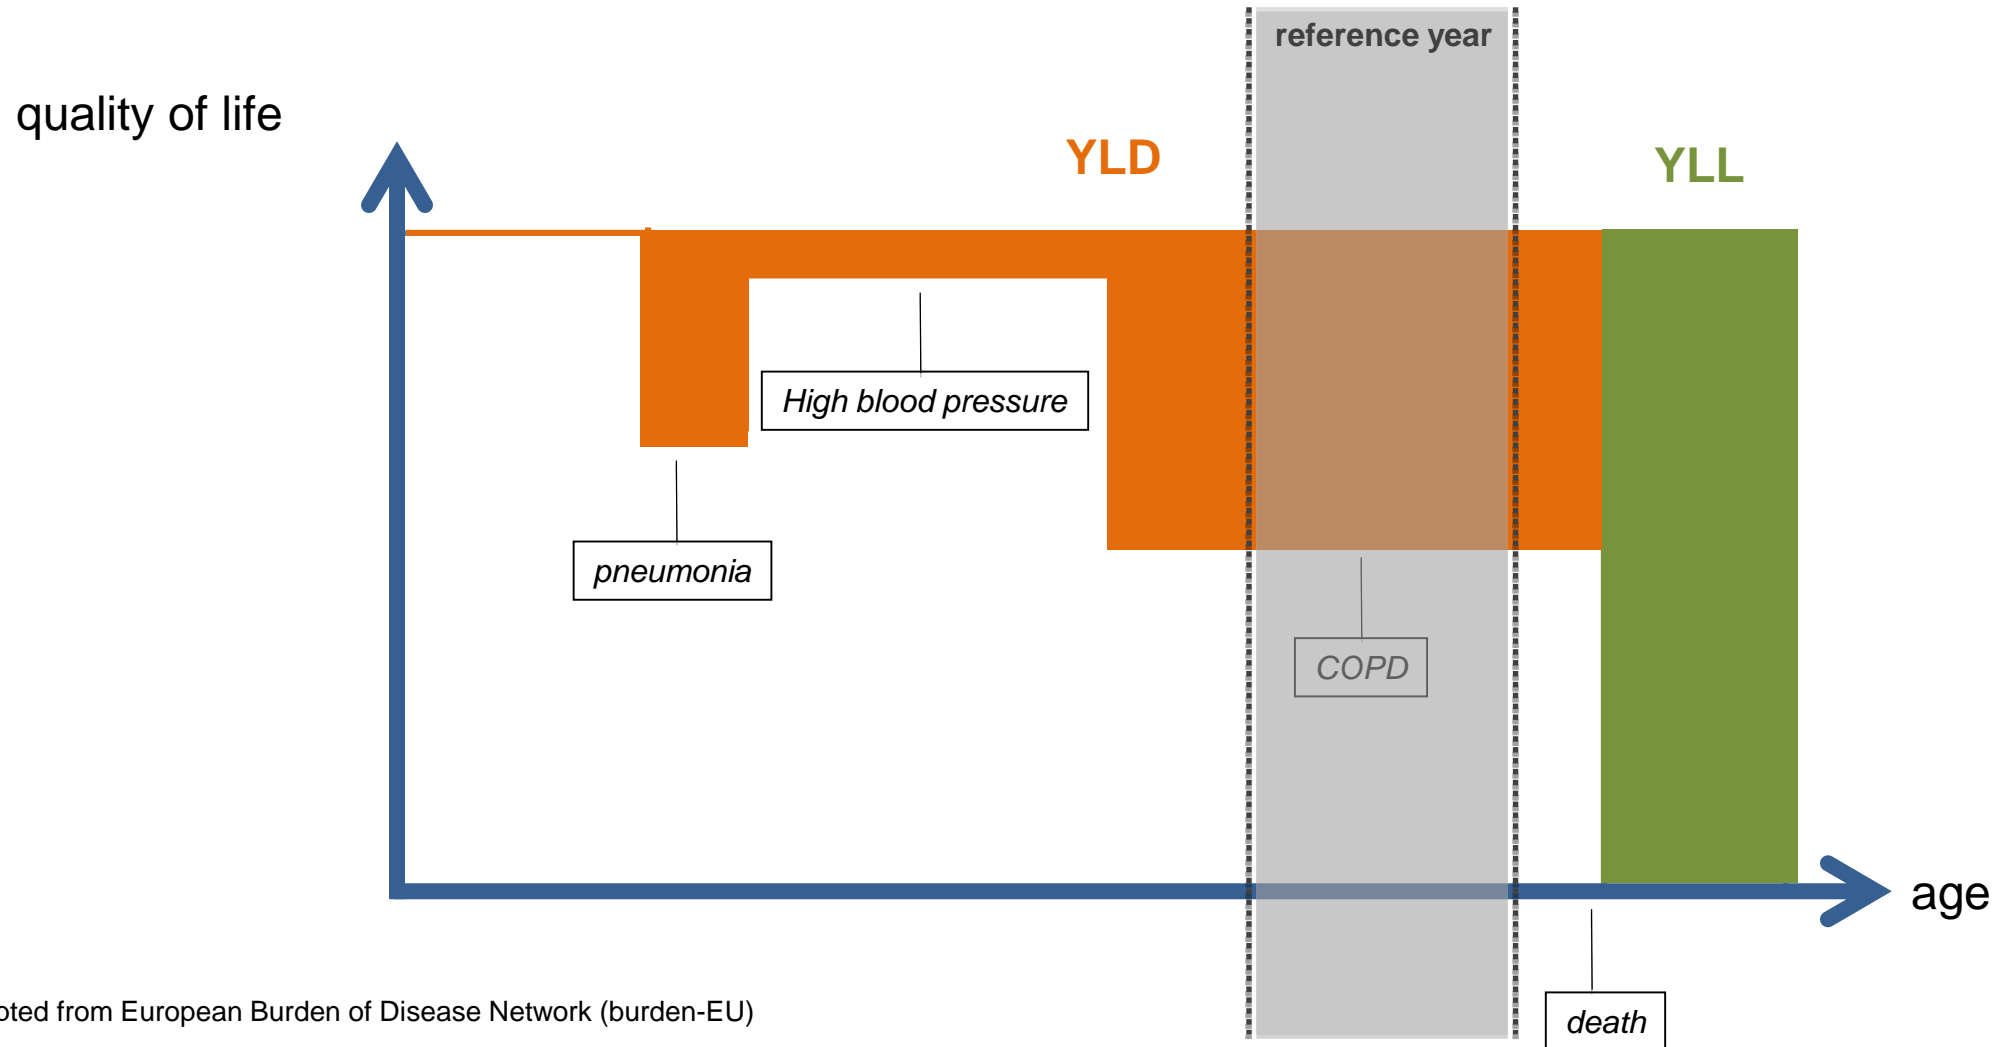 reference year
quality of life
YLD
YLL
High blood pressure
pneumonia
COPD
age
from European Burden of Disease Network (burden-EU)
death